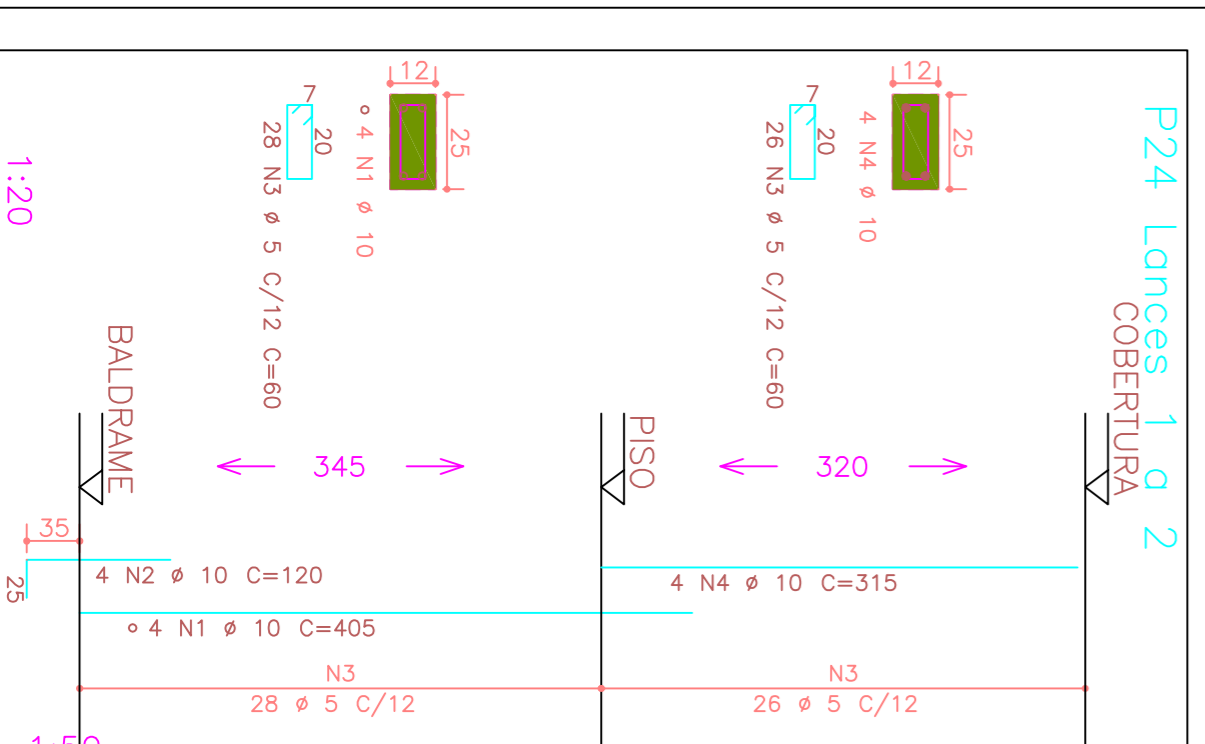 P24 Lances 1 a 2
COBERTURA
12
25
4 N4 ø 10
7
20
26 N3 ø 5 C/12 C=60
320
4 N4 ø 10 C=315
N3
26 ø 5 C/12
PISO
12
25
4 N1 ø 10
7
20
28 N3 ø 5 C/12 C=60
345
BALDRAME
35
25
4 N2 ø 10 C=120
4 N1 ø 10 C=405
N3
28 ø 5 C/12
1:20